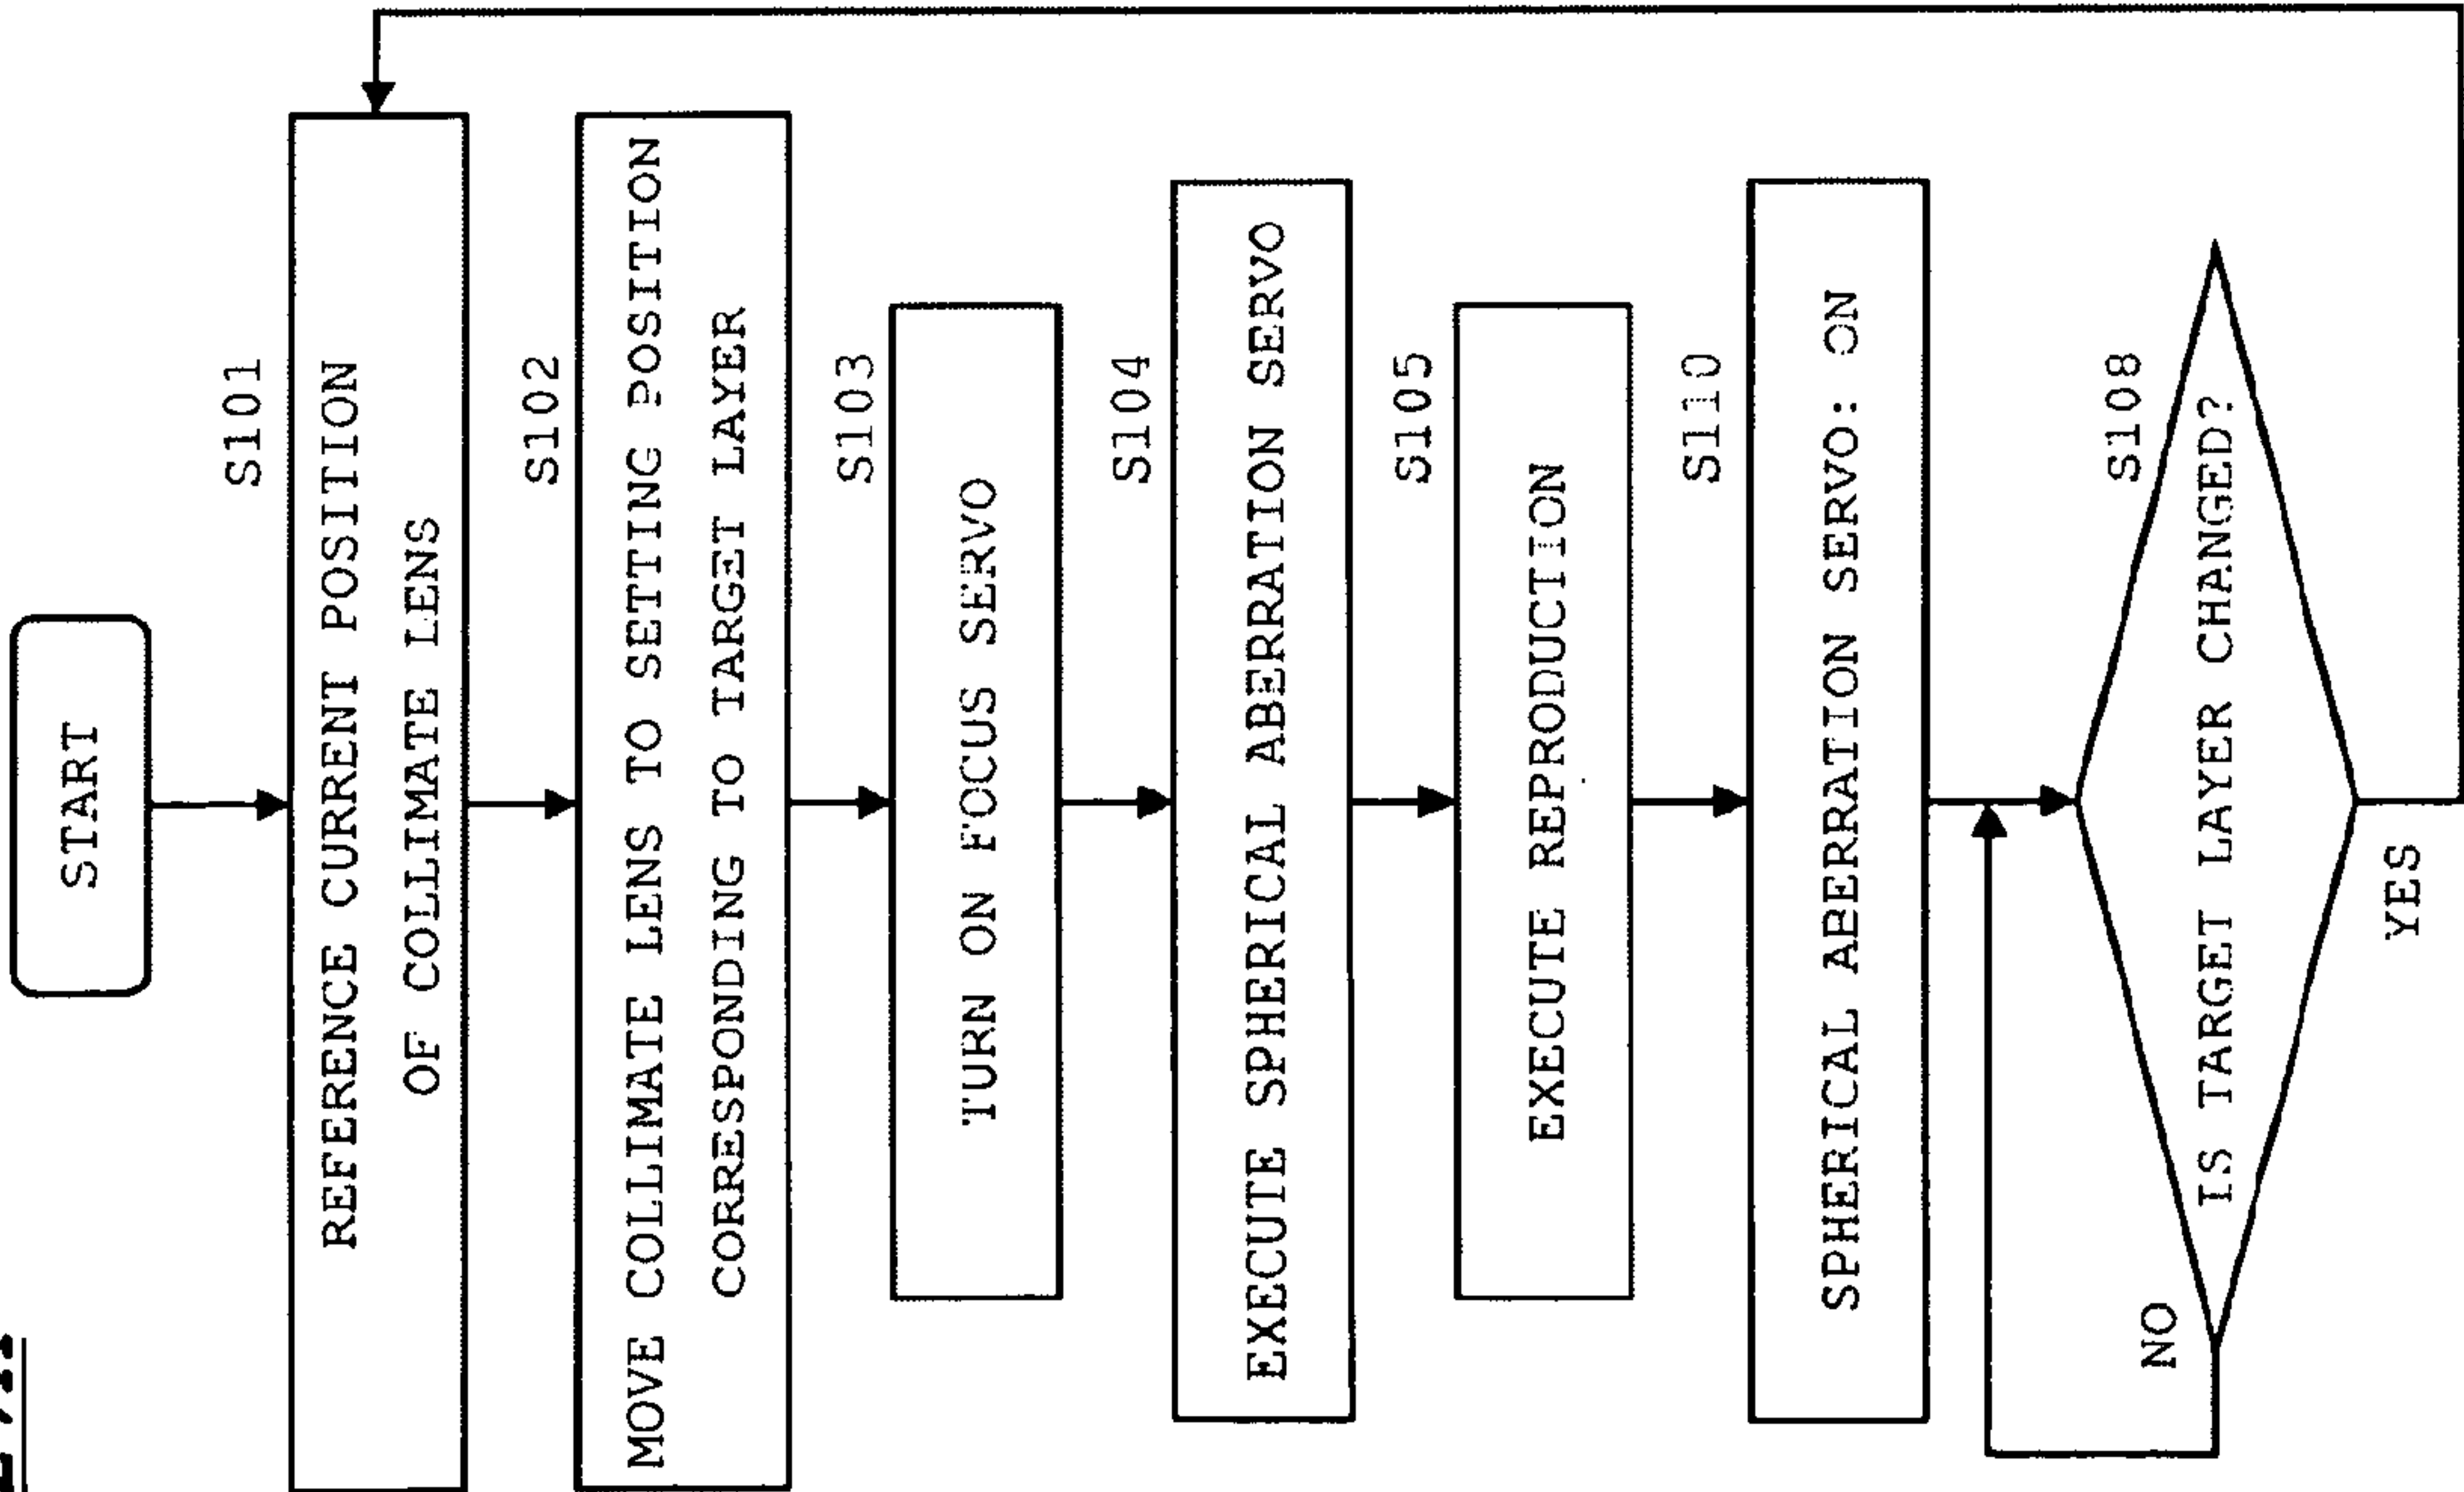 START
S101
REFERENCE CURRENT POSITION
OF COLLIMATE LENS
S102
MOVE COLLIMATE LENS TO SETTING POSITION
CORRESPONDING TO TARGET LAYER
S103
TURN ON FOCUS SERVO
S104
EXECUTE SPHERICAL ABERRATION SERVO
S105
EXECUTE REPRODUCTION
S110
SPHERICAL ABERRATION SERVO: ON
S108
IS TARGET LAYER CHANGED?
NO
YES